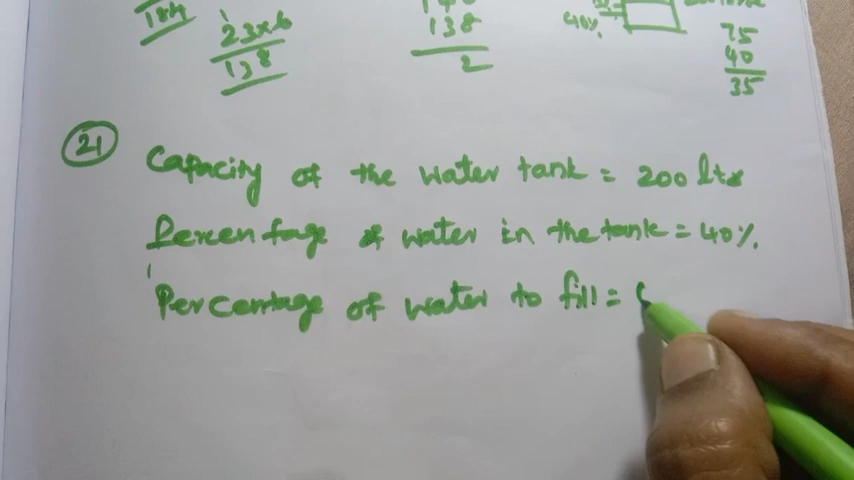 184
23x6
138
138
2
40%
75
40
35
21
Capacity of the water tank = 200 ltr
Percentage of water in the tank = 40%.
Percentage of water to fill =